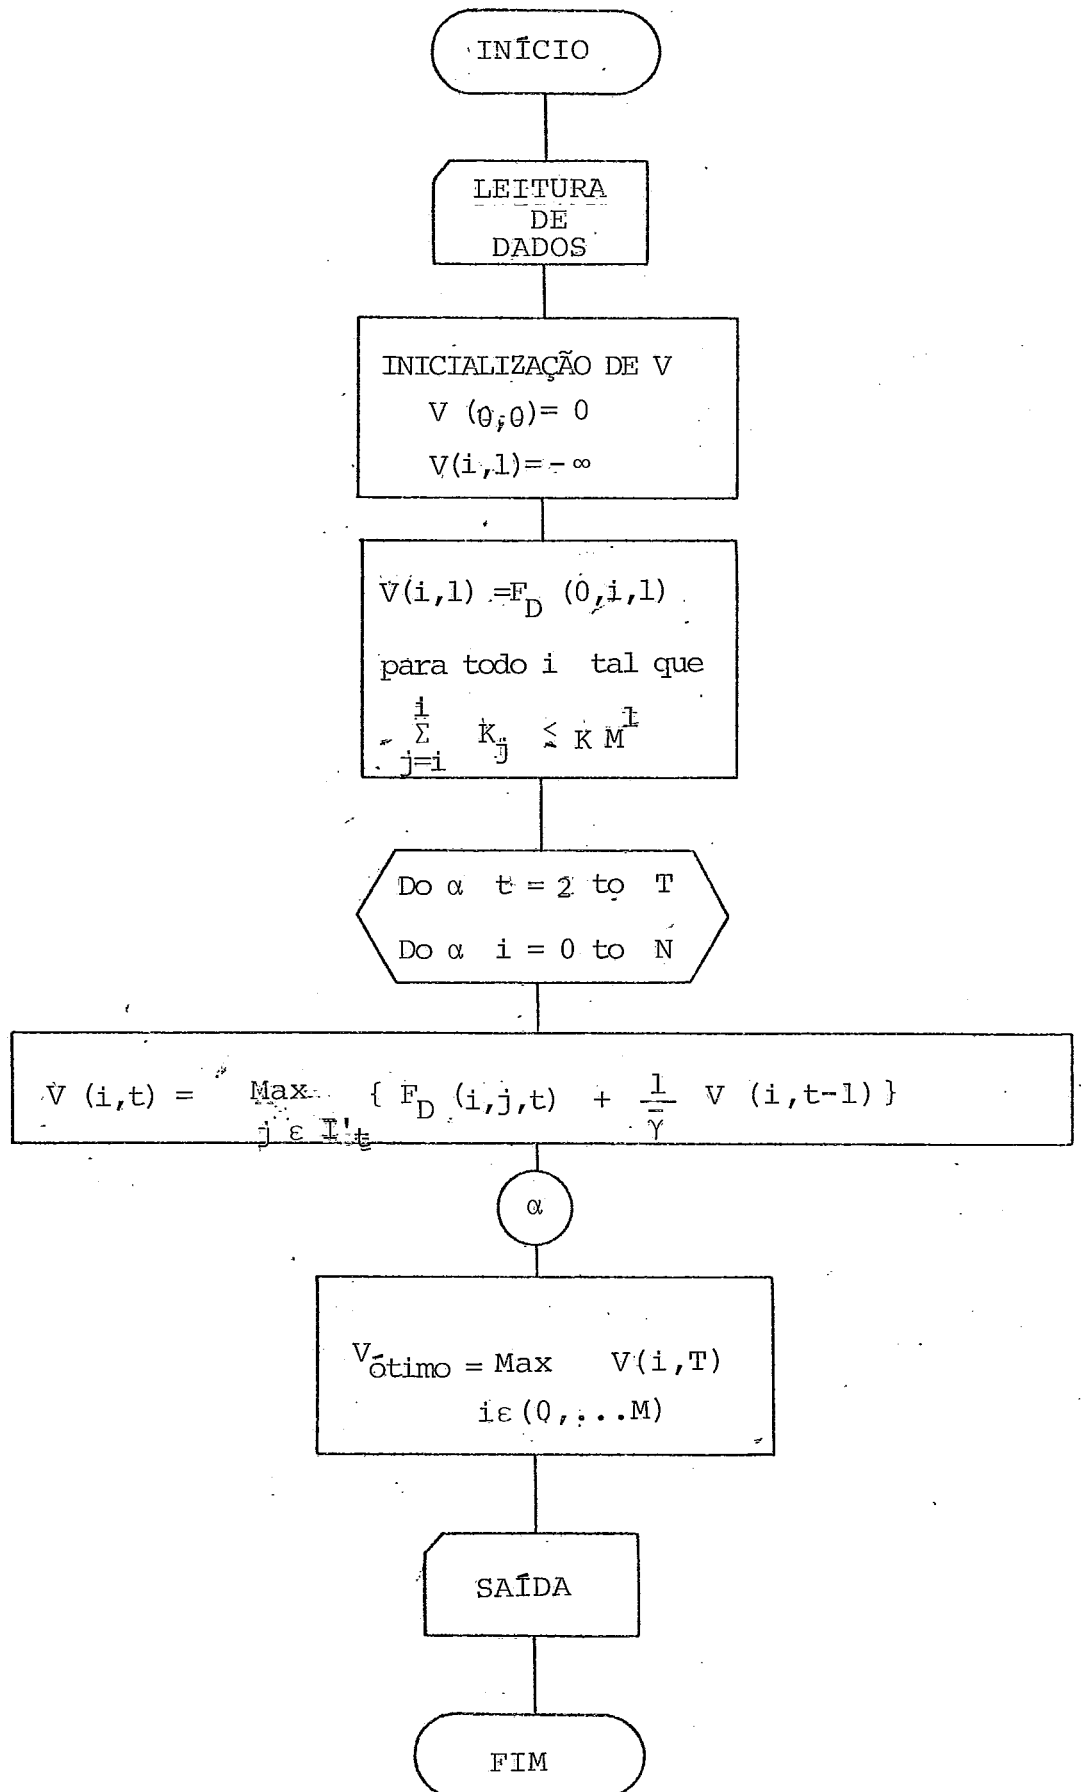 INÍCIO
LEITURA
DE
DADOS
INICIALIZAÇÃO DE V
V (0,0)= 0
V(i,1)=-∞
V(i,1) =F_D (0,i,1)
para todo i tal que
i
Σ K_j ≤ K M^1
j=i
Do α t = 2 to T
Do α i = 0 to N
V (i,t) = Max { F_D (i,j,t) + 1/γ̄ V (i,t-1)}
j ε I'_t
α
V_ótimo = Max V(i,T)
iε(0,...M)
SAÍDA
FIM